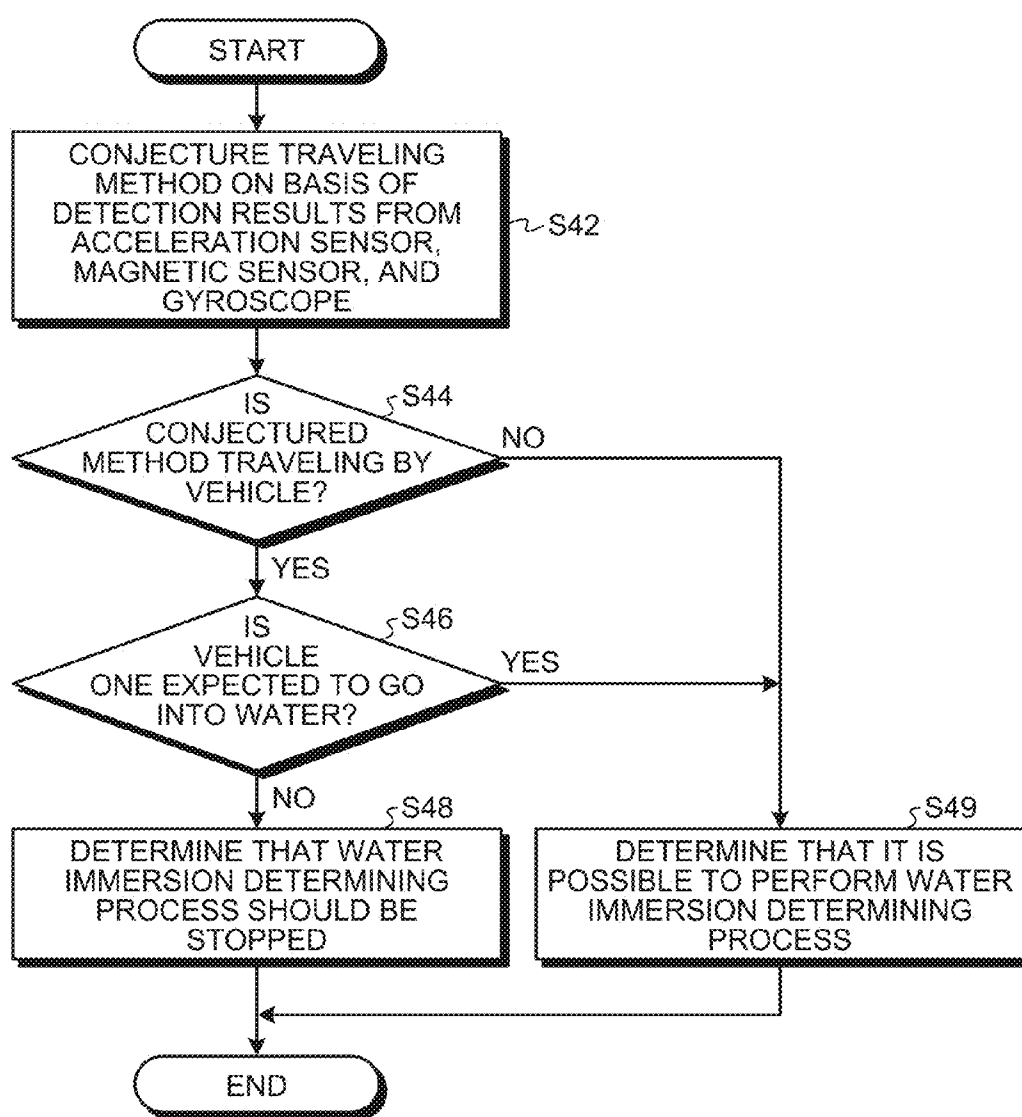 START
CONJECTURE TRAVELING
METHOD ON BASIS OF
DETECTION RESULTS FROM
ACCELERATION SENSOR,
MAGNETIC SENSOR, AND
GYROSCOPE
S42
IS
CONJECTURED
METHOD TRAVELING BY
VEHICLE?
S44
NO
YES
IS
VEHICLE
ONE EXPECTED TO GO
INTO WATER?
S46
YES
NO
S48
DETERMINE THAT WATER
IMMERSION DETERMINING
PROCESS SHOULD BE
STOPPED
S49
DETERMINE THAT IT IS
POSSIBLE TO PERFORM WATER
IMMERSION DETERMINING
PROCESS
END